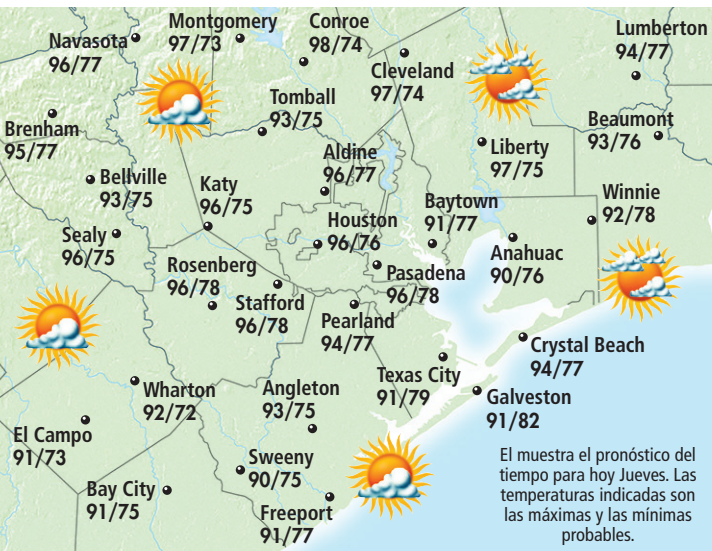 Montgomery
97/73
Conroe
98/74
Lumberton
94/77
Navasota
96/77
Cleveland
97/74
Tomball
93/75
Brenham
95/77
Beaumont
93/76
Liberty
97/75
Aldine
96/77
Bellville
93/75
Katy
96/75
Baytown
91/77
Winnie
92/78
Houston
96/76
Sealy
96/75
Anahuac
90/76
Rosenberg
96/78
Pasadena
96/78
Stafford
96/78
Pearland
94/77
Crystal Beach
94/77
Texas City
91/79
Wharton
92/72
Angleton
93/75
Galveston
91/82
El Campo
91/73
Sweeny
90/75
Bay City
91/75
Freeport
91/77
El muestra el pronóstico del
tiempo para hoy Jueves. Las
temperaturas indicadas son
las máximas y las mínimas
probables.